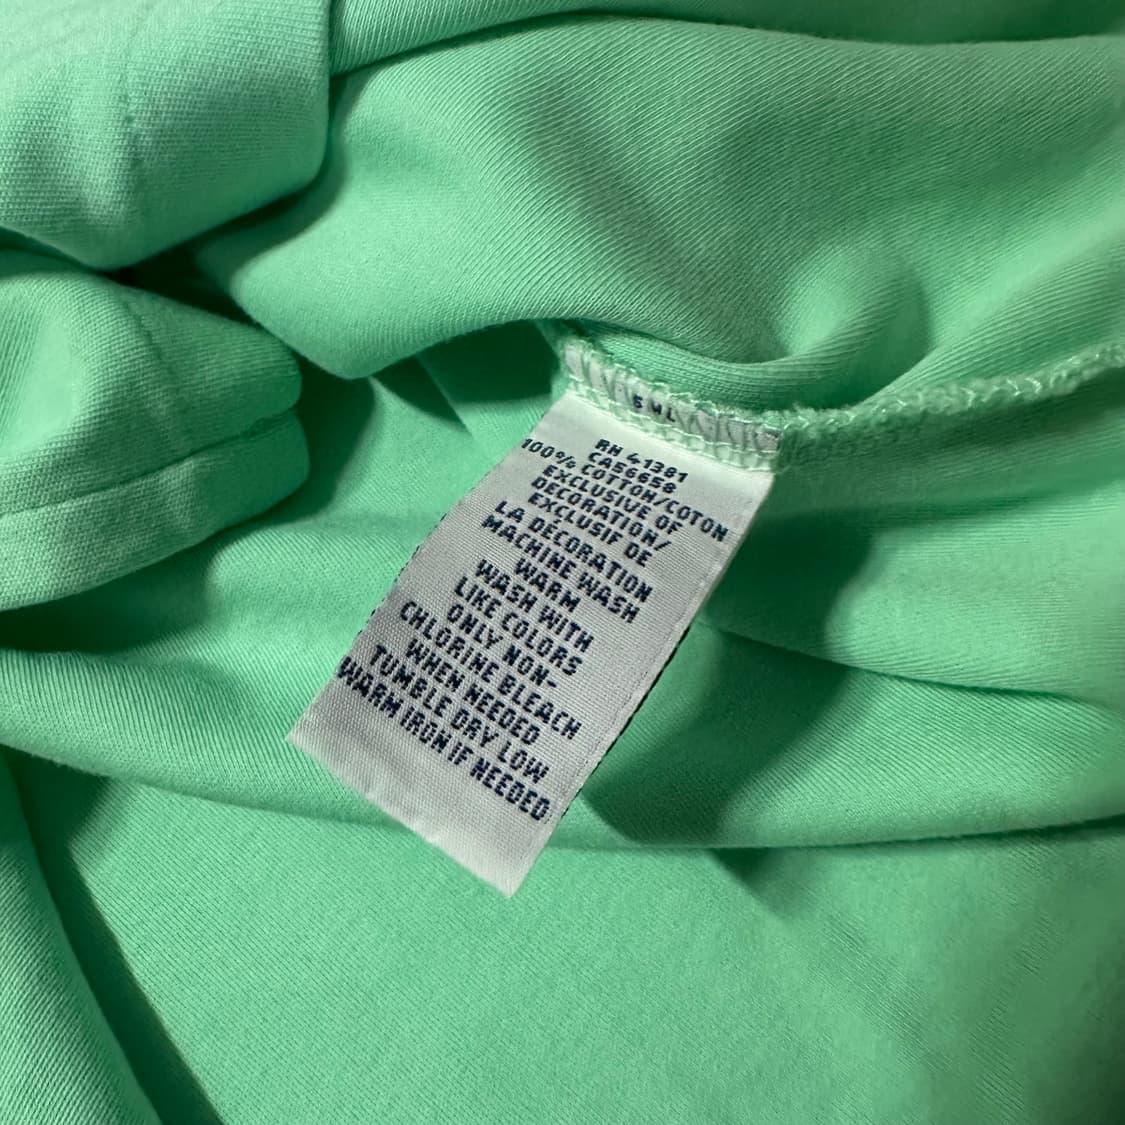 RN 41381
CA56658
100% COTTON/COTON
EXCLUSIVE OF
DECORATION/
EXCLUSIF DE
LA DÉCORATION
MACHINE WASH
WARM
WASH WITH
LIKE COLORS
ONLY NON-
CHLORINE BLEACH
WHEN NEEDED
TUMBLE DRY LOW
WARM IRON IF NEEDED